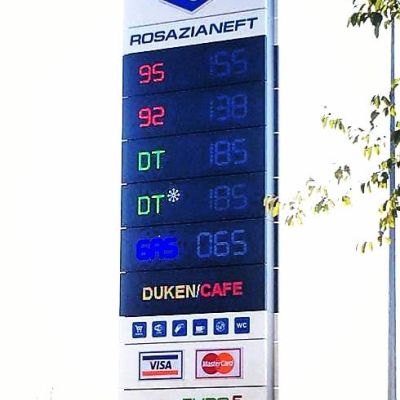 ROSAZIANEFT
95 155
92 138
DT 185
DT* 185
GAS 065
DUKEN/CAFE
WC
VISA MasterCard